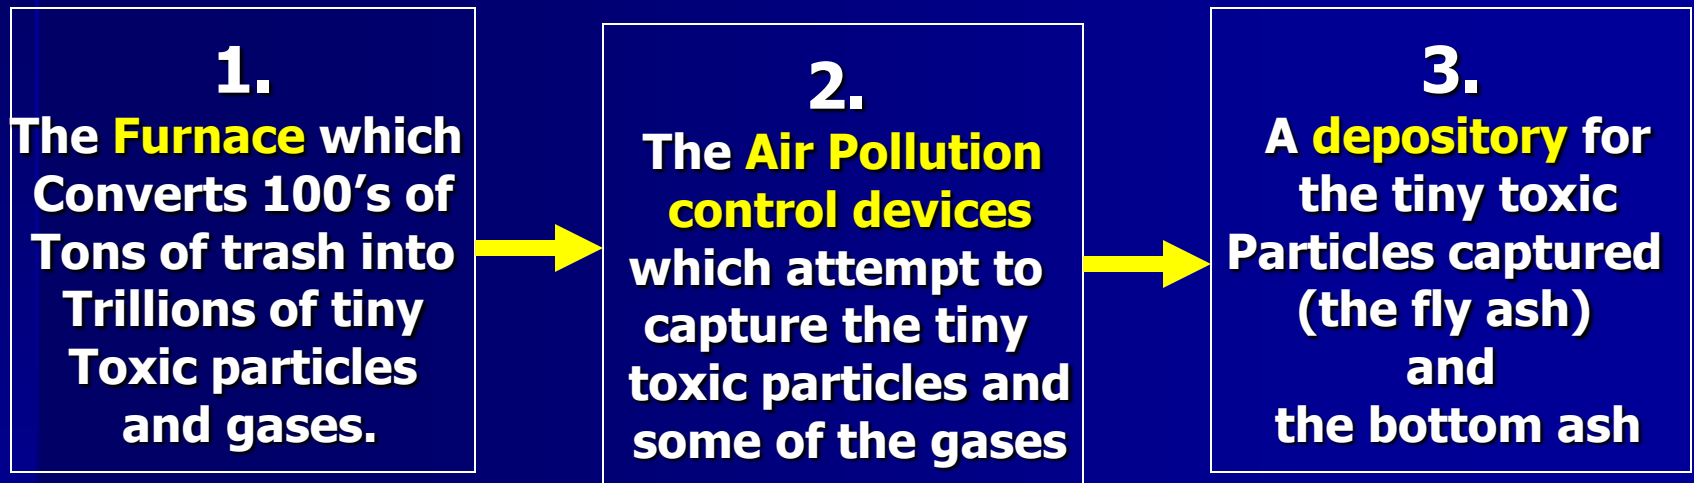 1.
The Furnace which
Converts 100’s of
Tons of trash into
Trillions of tiny
Toxic particles
and gases.
2.
The Air Pollution
control devices
which attempt to
capture the tiny
toxic particles and
some of the gases
3.
A depository for
the tiny toxic
Particles captured
(the fly ash)
and
the bottom ash